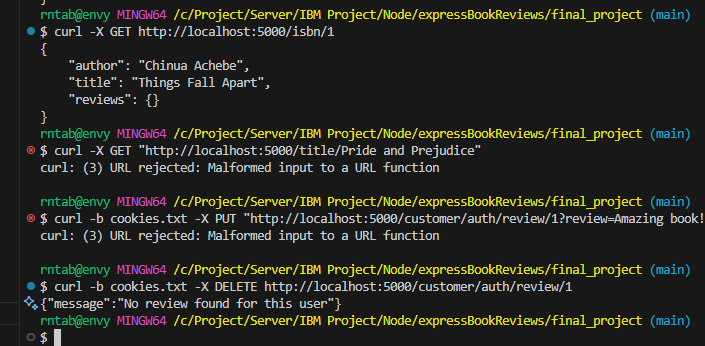 }
rntab@envy MINGW64 /c/Project/Server/IBM Project/Node/expressBookReviews/final_project (main)
$ curl -X GET http://localhost:5000/isbn/1
{
    "author": "Chinua Achebe",
    "title": "Things Fall Apart",
    "reviews": {}
}
rntab@envy MINGW64 /c/Project/Server/IBM Project/Node/expressBookReviews/final_project (main)
$ curl -X GET "http://localhost:5000/title/Pride and Prejudice"
curl: (3) URL rejected: Malformed input to a URL function
rntab@envy MINGW64 /c/Project/Server/IBM Project/Node/expressBookReviews/final_project (main)
$ curl -b cookies.txt -X PUT "http://localhost:5000/customer/auth/review/1?review=Amazing book!
curl: (3) URL rejected: Malformed input to a URL function
rntab@envy MINGW64 /c/Project/Server/IBM Project/Node/expressBookReviews/final_project (main)
$ curl -b cookies.txt -X DELETE http://localhost:5000/customer/auth/review/1
{"message":"No review found for this user"}
rntab@envy MINGW64 /c/Project/Server/IBM Project/Node/expressBookReviews/final_project (main)
$